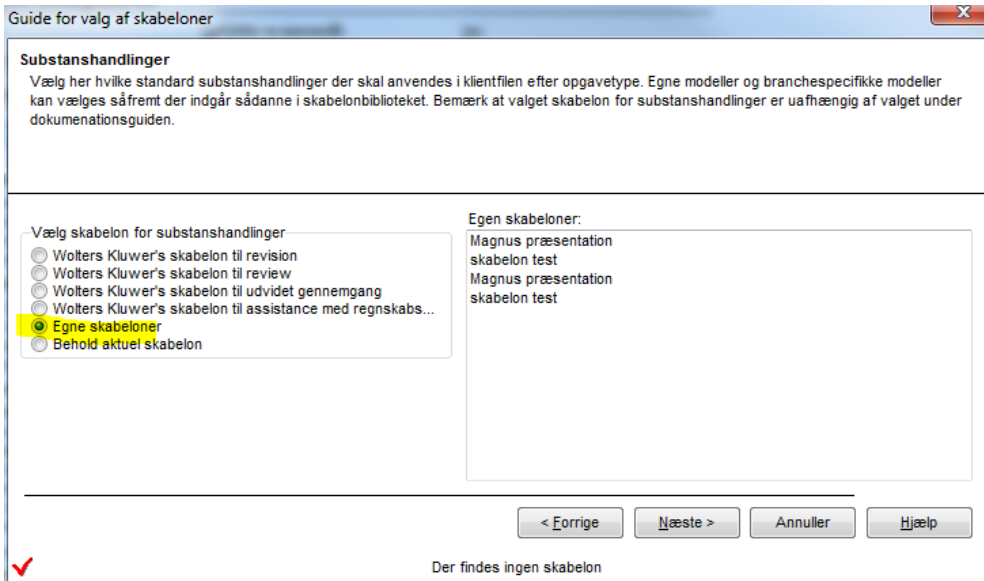 Guide for valg af skabeloner
Substanshandlinger
Vælg her hvilke standard substanshandlinger der skal anvendes i klientfilen efter opgavetype. Egne modeller og branchespecifikke modeller
kan vælges såfremt der indgår sådanne i skabelonbiblioteket. Bemærk at valget skabelon for substanshandlinger er uafhængig af valget under
dokumenationsguiden.
Vælg skabelon for substanshandlinger
Wolters Kluwer's skabelon til revision
Wolters Kluwer's skabelon til review
Wolters Kluwer's skabelon til udvidet gennemgang
Wolters Kluwer's skabelon til assistance med regnskabs...
Egne skabeloner
Behold aktuel skabelon
Egen skabeloner:
Magnus præsentation
skabelon test
Magnus præsentation
skabelon test
< Forrige
Næste >
Annuller
Hjælp
Der findes ingen skabelon